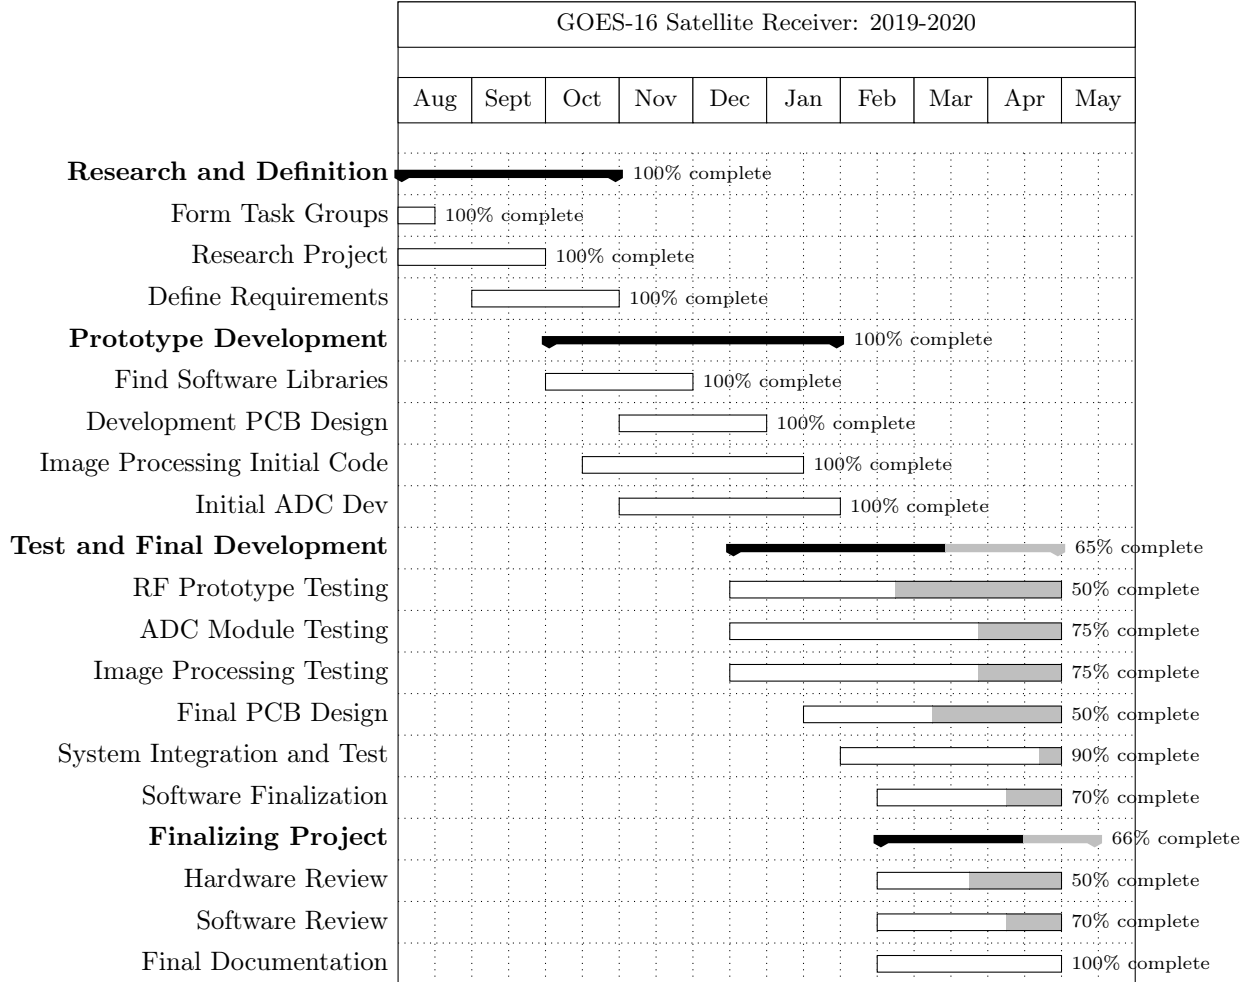 GOES-16 Satellite Receiver: 2019-2020
Aug Sept Oct Nov Dec Jan Feb Mar Apr May
Research and Definition 100% complete
Form Task Groups 100% complete
Research Project 100% complete
Define Requirements 100% complete
Prototype Development 100% complete
Find Software Libraries 100% complete
Development PCB Design 100% complete
Image Processing Initial Code 100% complete
Initial ADC Dev 100% complete
Test and Final Development 65% complete
RF Prototype Testing 50% complete
ADC Module Testing 75% complete
Image Processing Testing 75% complete
Final PCB Design 50% complete
System Integration and Test 90% complete
Software Finalization 70% complete
Finalizing Project 66% complete
Hardware Review 50% complete
Software Review 70% complete
Final Documentation 100% complete